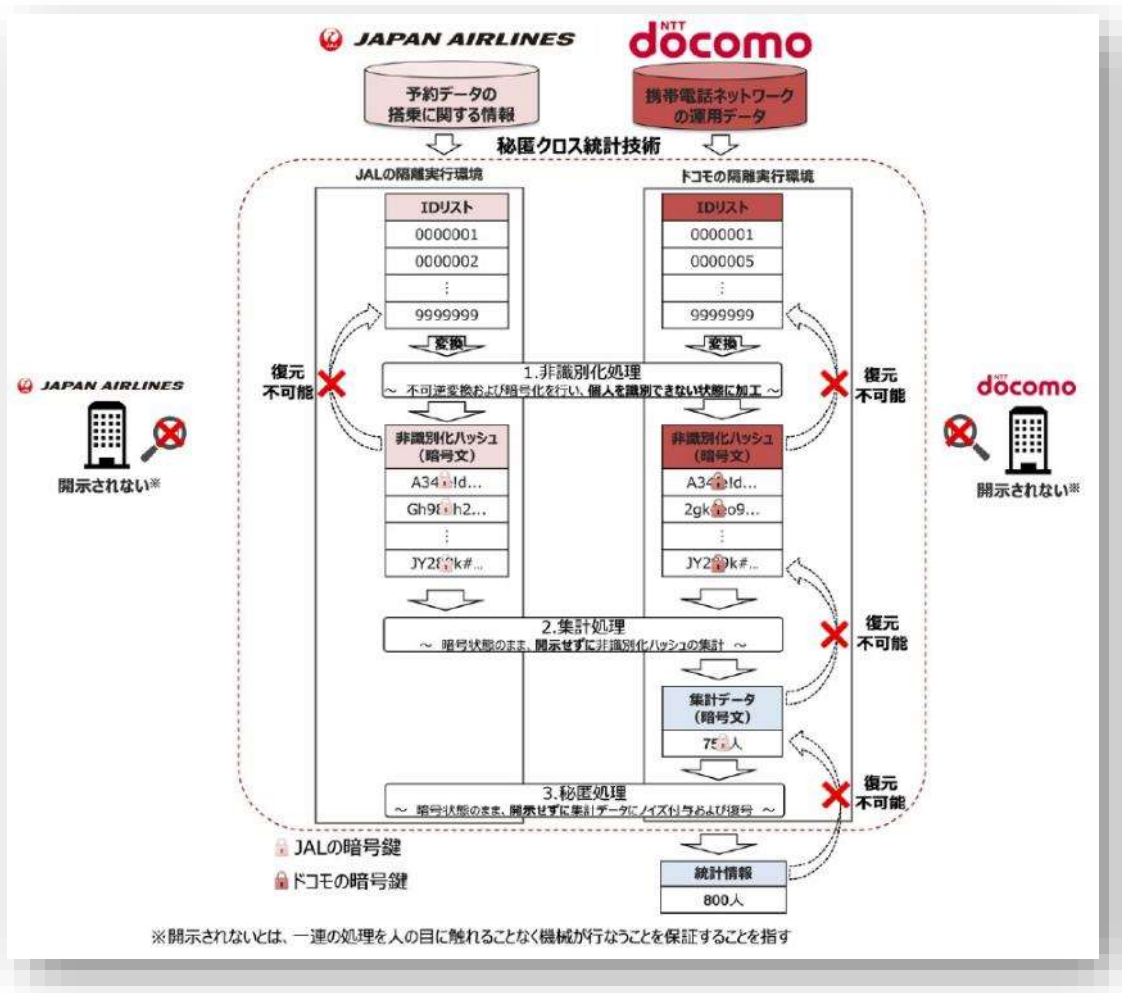 JAPAN AIRLINES
NTT
döcomo
予約データの
搭乗に関する情報
携帯電話ネットワーク
の運用データ
秘匿クロス統計技術
JALの隔離実行環境
ドコモの隔離実行環境
IDリスト
0000001
0000002
⋮
9999999
IDリスト
0000001
0000005
⋮
9999999
変換
変換
1.非識別化処理
～ 不可逆変換および暗号化を行い、個人を識別できない状態に加工 ～
復元
不可能
復元
不可能
JAPAN AIRLINES
開示されない※
NTT
döcomo
開示されない※
非識別化ハッシュ
(暗号文)
⋮
非識別化ハッシュ
(暗号文)
⋮
2.集計処理
～ 暗号状態のまま、開示せずに非識別化ハッシュの集計 ～
復元
不可能
集計データ
(暗号文)
3.秘匿処理
～ 暗号状態のまま、開示せずに集計データにノイズ付与および復号 ～
復元
不可能
JALの暗号鍵
ドコモの暗号鍵
統計情報
800人
※開示されないとは、一連の処理を人の目に触れることなく機械が行なうことを保証することを指す